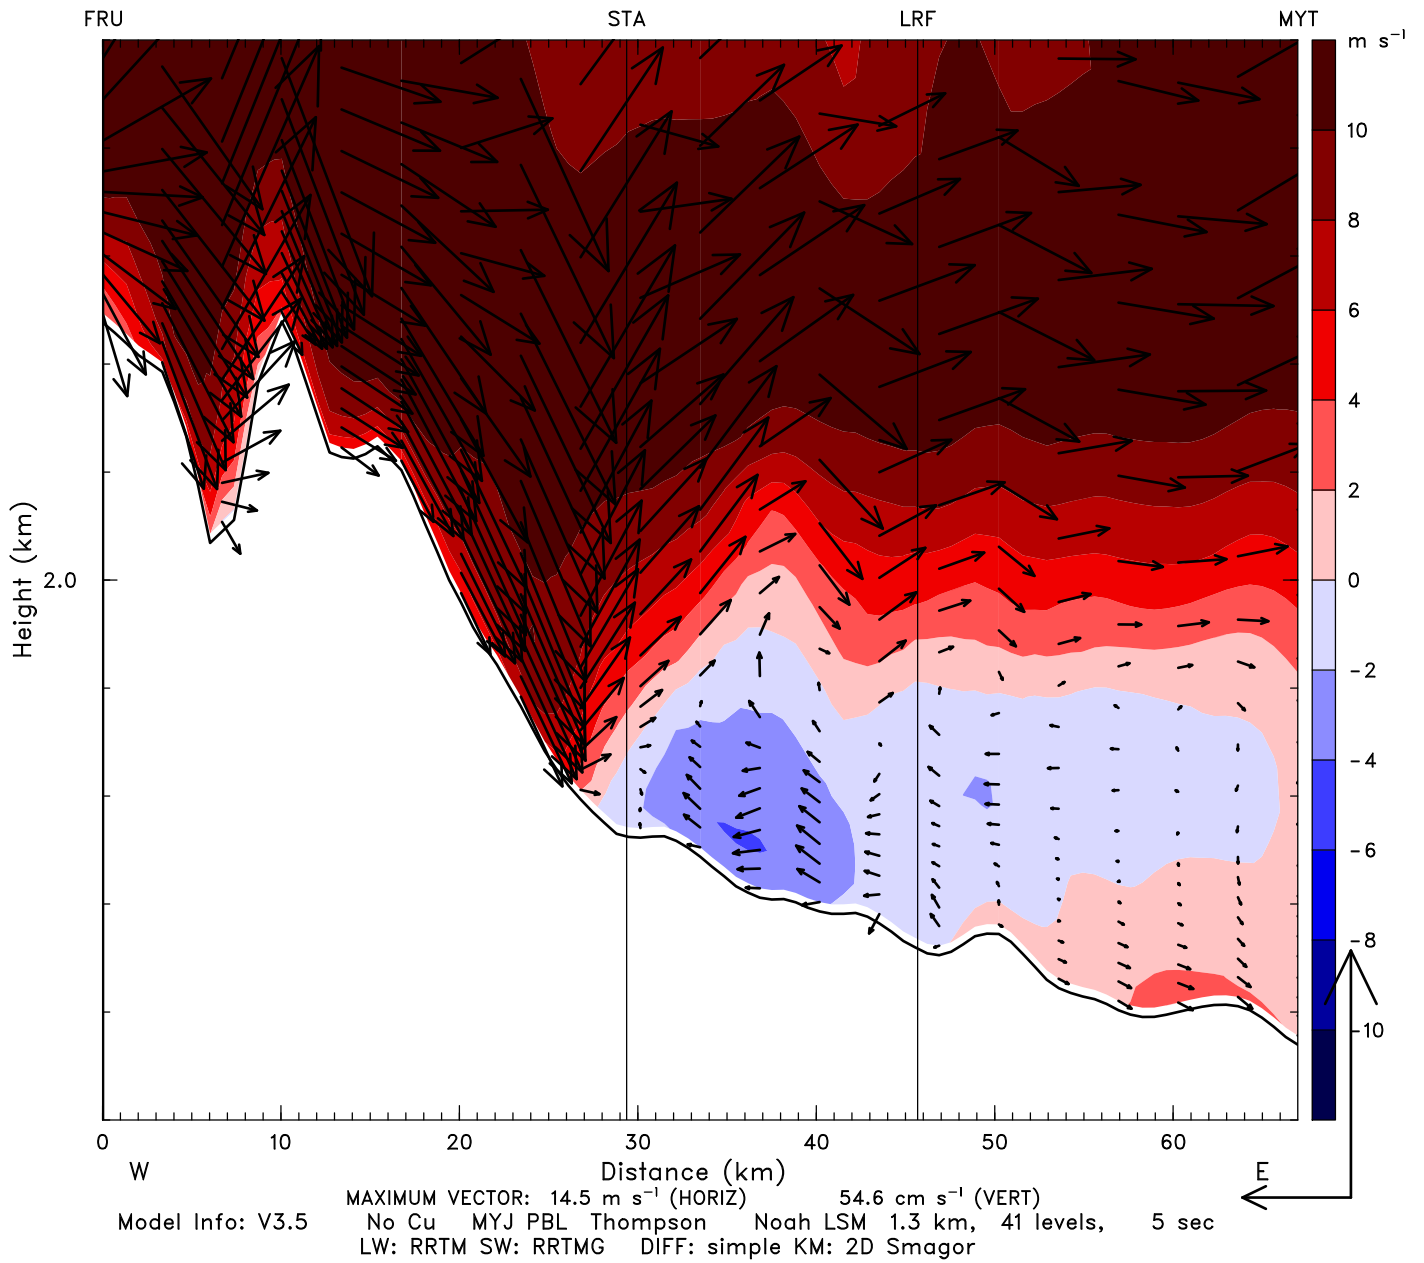 FRU STA LRF MYT
m s⁻¹
10
8
6
4
2
0
-2
-4
-6
-8
-10
Height (km)
2.0
0 10 20 30 40 50 60
W Distance (km) E
MAXIMUM VECTOR: 14.5 m s⁻¹ (HORIZ) 54.6 cm s⁻¹ (VERT)
Model Info: V3.5 No Cu MYJ PBL Thompson Noah LSM 1.3 km, 41 levels, 5 sec
LW: RRTM SW: RRTMG DIFF: simple KM: 2D Smagor